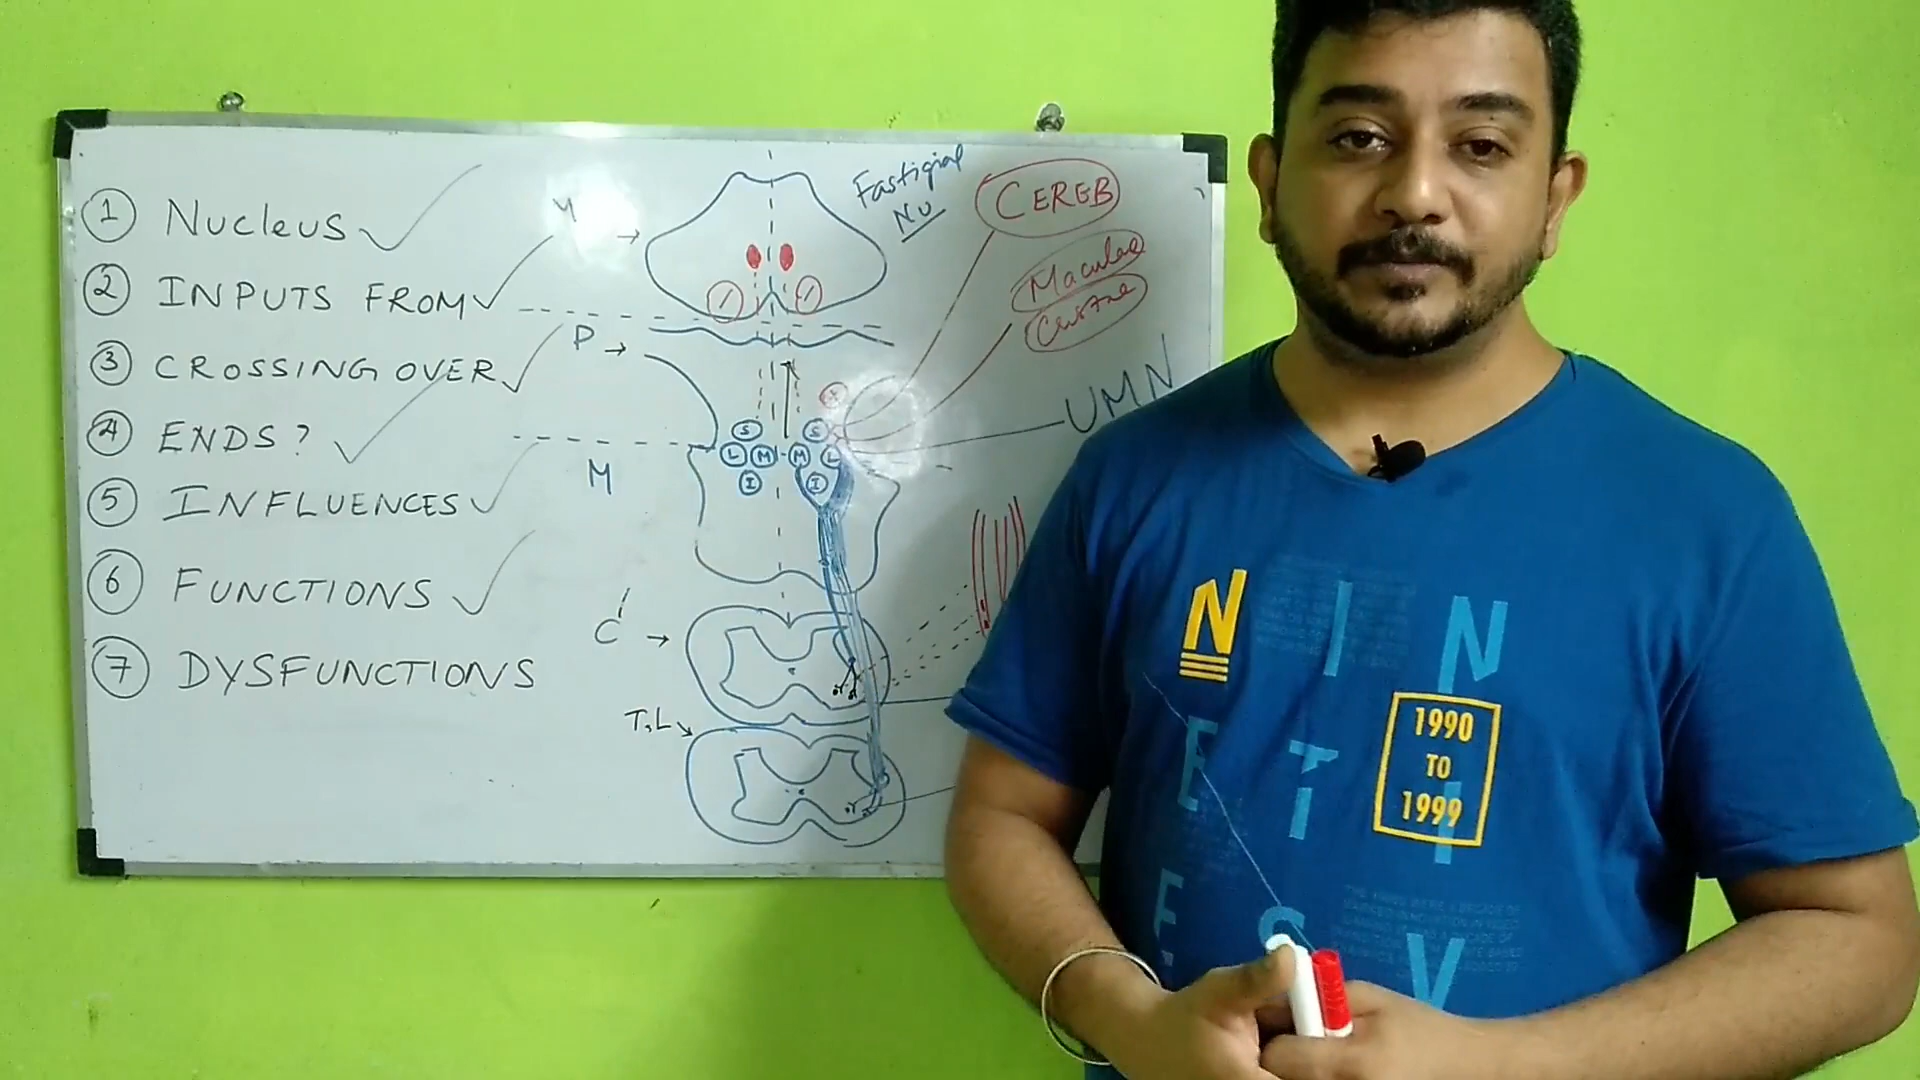 1 Nucleus
2 INPUTS FROM
3 CROSSING OVER
4 ENDS?
5 INFLUENCES
6 FUNCTIONS
7 DYSFUNCTIONS
Fastigial
NU
CEREB
Maculae
P →
UMN
S S
L M M L
I I
M
C →
T, L
N I N
E T I
E S
V
1990
TO
1999